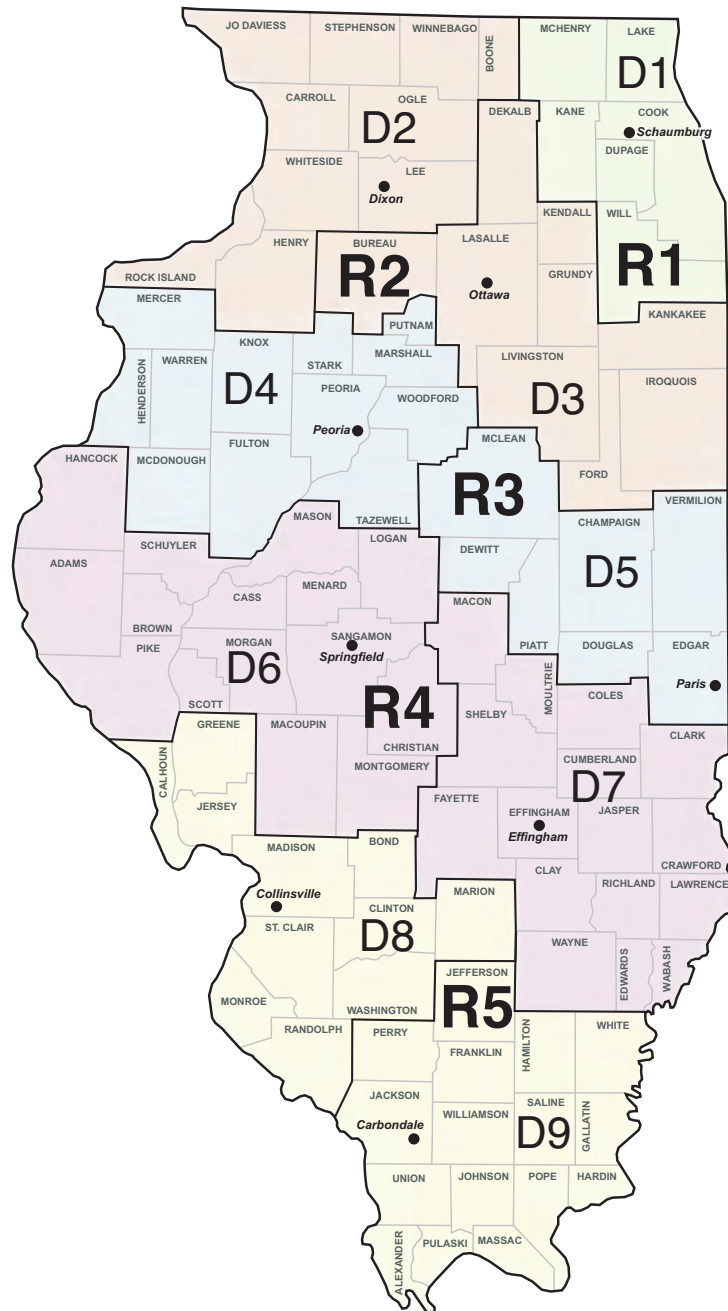 JO DAVIESS
STEPHENSON
WINNEBAGO
BOONE
MCHENRY
LAKE
D1
CARROLL
OGLE
D2
DEKALB
KANE
COOK
Schaumburg
DUPAGE
WHITESIDE
LEE
Dixon
KENDALL
WILL
R1
HENRY
BUREAU
R2
LASALLE
Ottawa
GRUNDY
ROCK ISLAND
MERCER
PUTNAM
KANKAKEE
KNOX
STARK
MARSHALL
LIVINGSTON
HENDERSON
WARREN
D4
PEORIA
WOODFORD
D3
IROQUOIS
Peoria
HANCOCK
MCDONOUGH
FULTON
MCLEAN
R3
FORD
VERMILION
MASON
TAZEWELL
CHAMPAIGN
SCHUYLER
LOGAN
DEWITT
D5
ADAMS
CASS
MENARD
MACON
BROWN
PIKE
MORGAN
D6
SANGAMON
Springfield
PIATT
DOUGLAS
EDGAR
Paris
SCOTT
R4
MOULTRIE
COLES
GREENE
MACOUPIN
CHRISTIAN
SHELBY
CLARK
CALHOUN
MONTGOMERY
CUMBERLAND
D7
JERSEY
FAYETTE
EFFINGHAM
Effingham
JASPER
MADISON
BOND
CLAY
CRAWFORD
Collinsville
MARION
RICHLAND
LAWRENCE
CLINTON
ST. CLAIR
D8
WAYNE
EDWARDS
WABASH
JEFFERSON
R5
MONROE
WASHINGTON
RANDOLPH
PERRY
HAMILTON
WHITE
FRANKLIN
JACKSON
WILLIAMSON
SALINE
D9
GALLATIN
Carbondale
UNION
JOHNSON
POPE
HARDIN
ALEXANDER
PULASKI
MASSAC